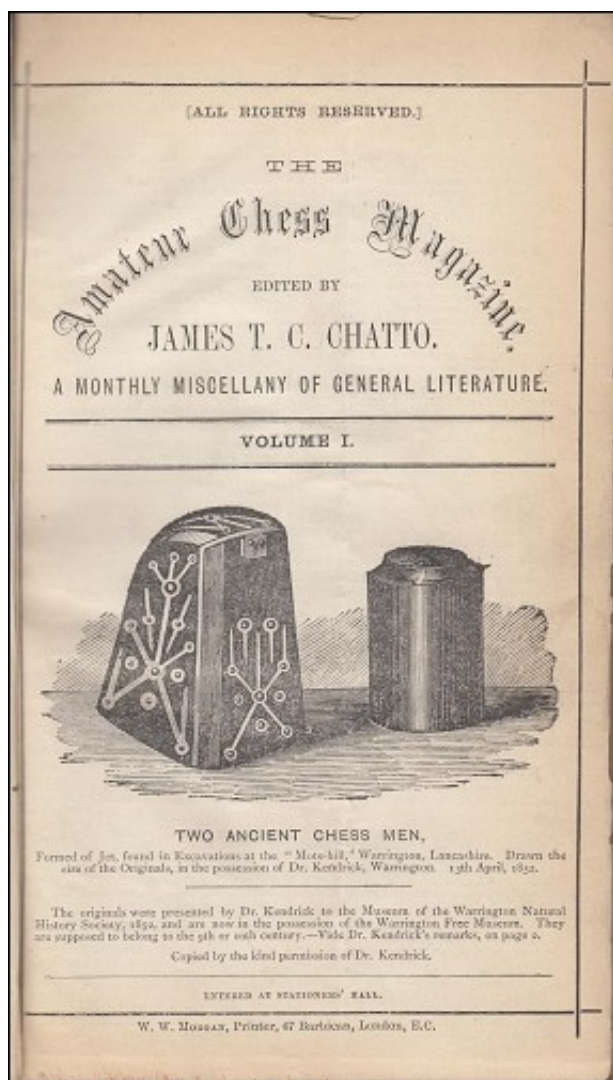 [ALL RIGHTS RESERVED.]
THE
Amateur Chess Magazine.
EDITED BY
JAMES T. C. CHATTO.
A MONTHLY MISCELLANY OF GENERAL LITERATURE.
VOLUME I.
TWO ANCIENT CHESS MEN,
Formed of Jet, found in Excavations at the "Mote-hill," Warrington, Lancashire. Drawn the
size of the Originals, in the possession of Dr. Kendrick, Warrington. 13th April, 1852.
The originals were presented by Dr. Kendrick to the Museum of the Warrington Natural
History Society, 1852, and are now in the possession of the Warrington Free Museum. They
are supposed to belong to the 9th or 10th century.—Vide Dr. Kendrick's remarks, on page 2.
Copied by the kind permission of Dr. Kendrick.
ENTERED AT STATIONERS' HALL.
W. W. MORGAN, Printer, 67 Barbican, London, E.C.